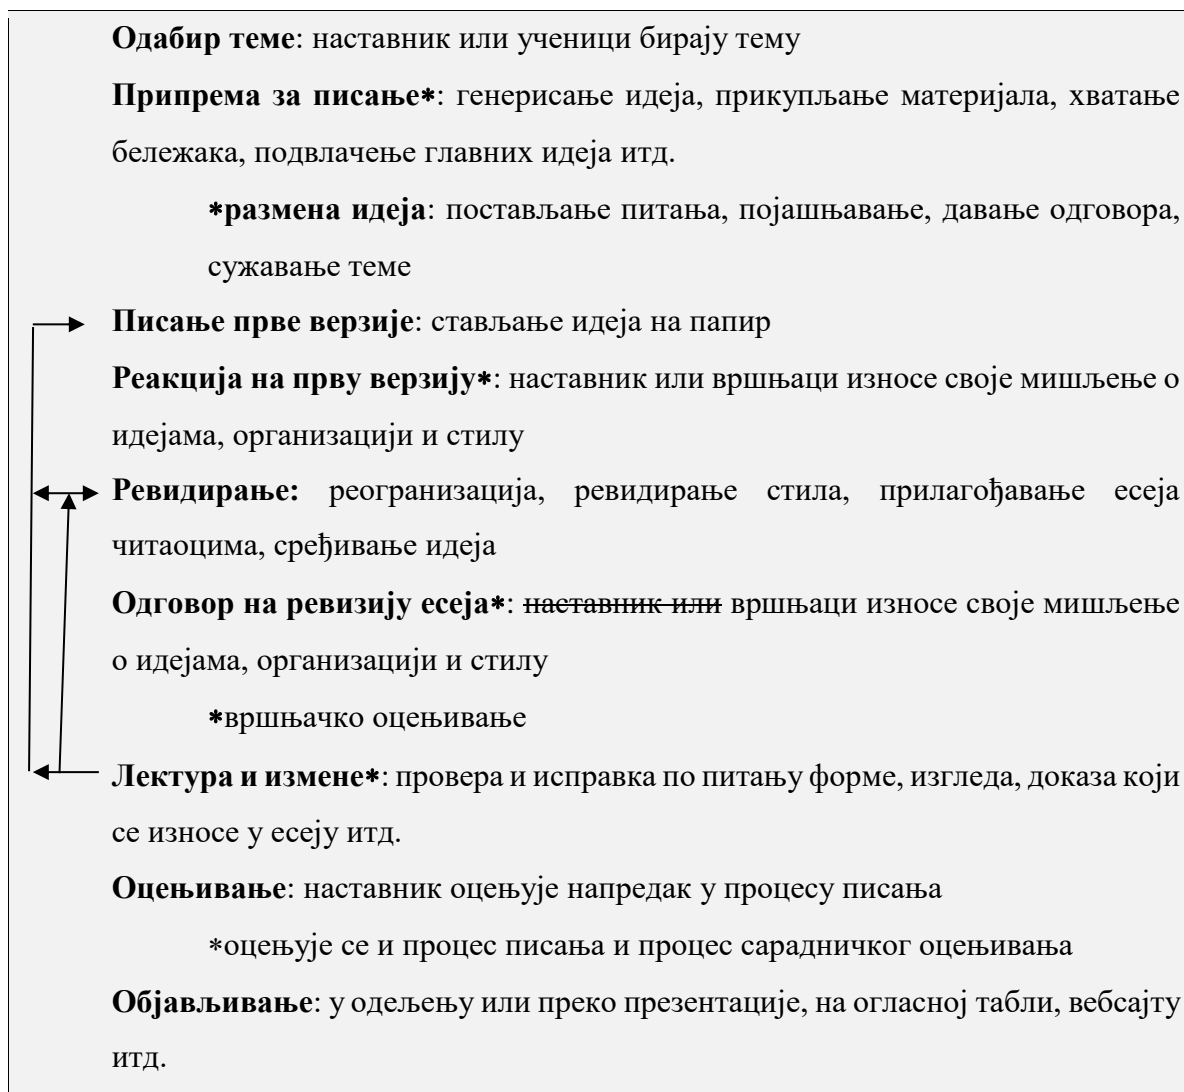 Одабир теме: наставник или ученици бирају тему
Припрема за писање*: генерисање идеја, прикупљање материјала, хватање
бележака, подвлачење главних идеја итд.
*размена идеја: постављање питања, појашњавање, давање одговора,
сужавање теме
Писање прве верзије: стављање идеја на папир
Реакција на прву верзију*: наставник или вршњаци износе своје мишљење о
идејама, организацији и стилу
Ревидирање: реогранизација, ревидирање стила, прилагођавање есеја
читаоцима, сређивање идеја
Одговор на ревизију есеја*: наставник или вршњаци износе своје мишљење
о идејама, организацији и стилу
*вршњачко оцењивање
Лектура и измене*: провера и исправка по питању форме, изгледа, доказа који
се износе у есеју итд.
Оцењивање: наставник оцењује напредак у процесу писања
*оцењује се и процес писања и процес сарадничког оцењивања
Објављивање: у одељењу или преко презентације, на огласној табли, вебсајту
итд.